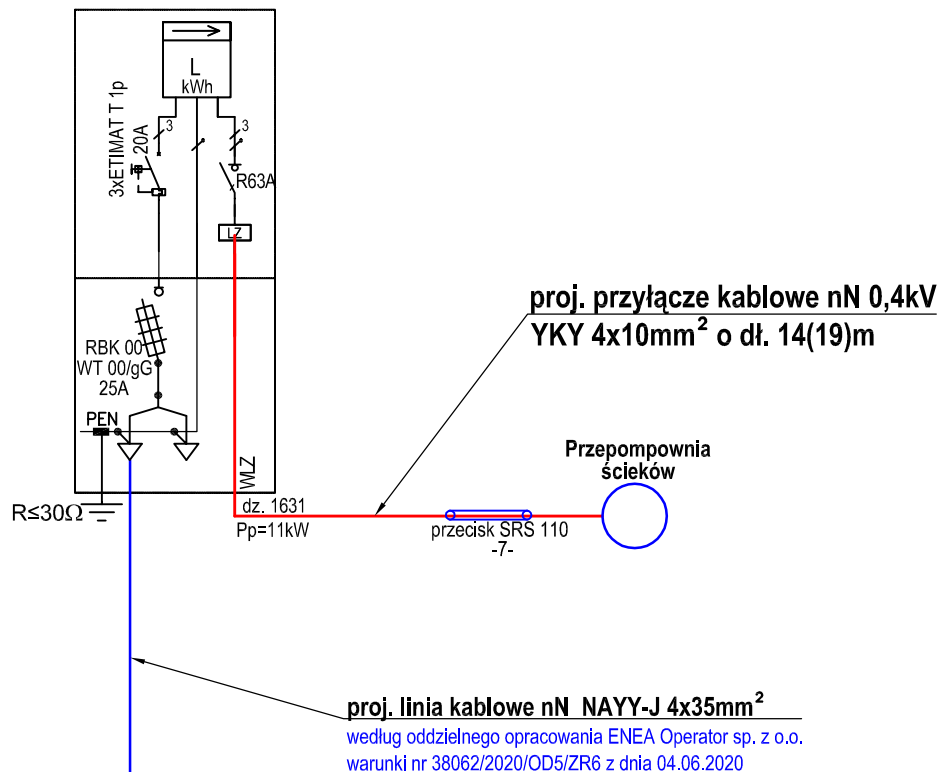 L
kWh
3xETIMAT T 1p
20A
3
3
R63A
LZ
RBK 00
WT 00/gG
25A
PEN
WLZ
R≤30Ω
dz. 1631
Pp=11kW
proj. przyłącze kablowe nN 0,4kV
YKY 4x10mm² o dł. 14(19)m
Przepompownia
ścieków
przecisk SRS 110
-7-
proj. linia kablowe nN NAYY-J 4x35mm²
według oddzielnego opracowania ENEA Operator sp. z o.o.
warunki nr 38062/2020/OD5/ZR6 z dnia 04.06.2020